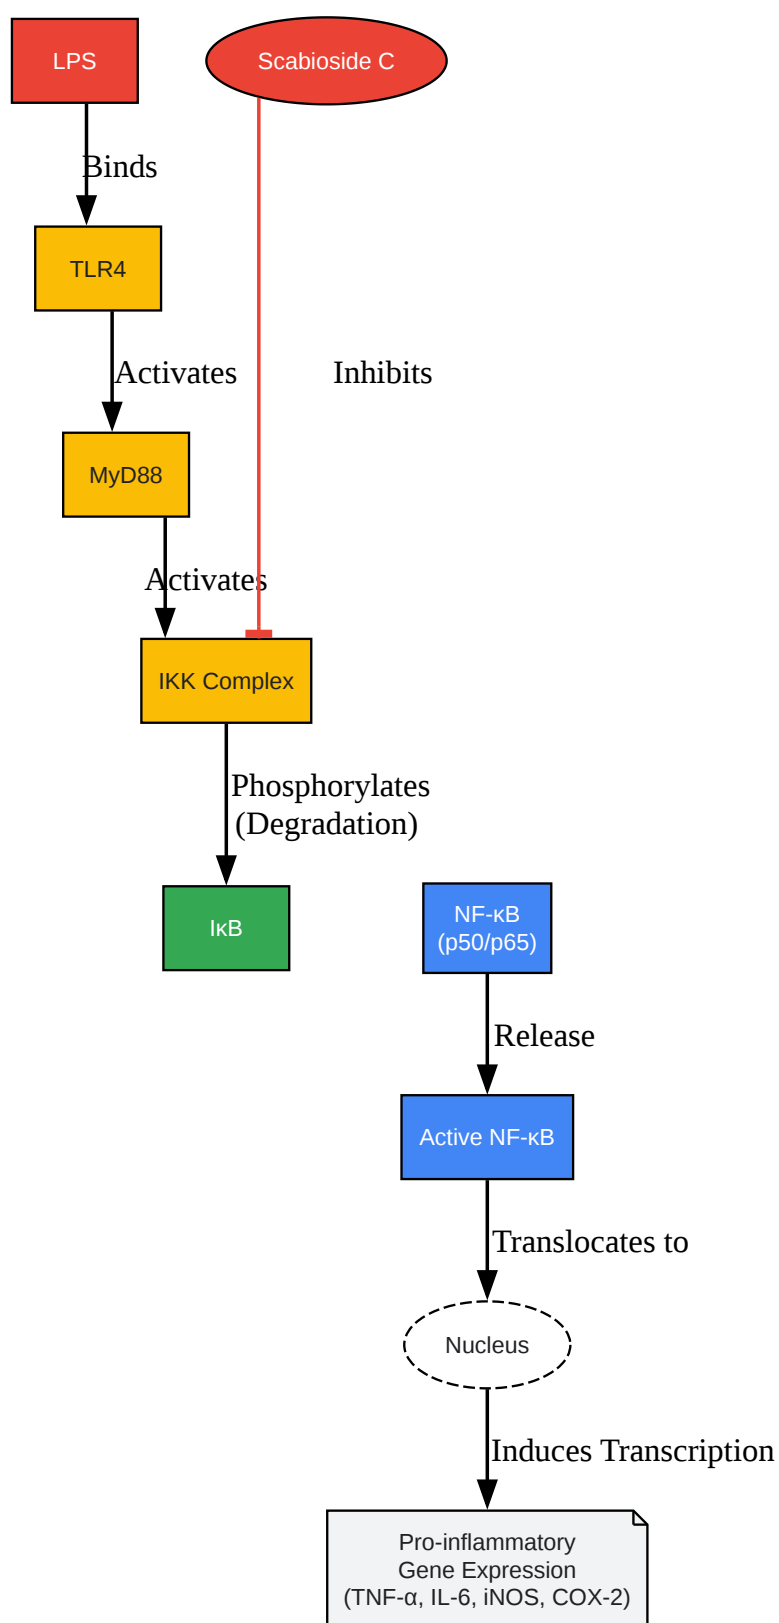 LPS
Scabioside C
Binds
TLR4
Activates
Inhibits
MyD88
Activates
IKK Complex
Phosphorylates
(Degradation)
IκB
NF-κB
(p50/p65)
Release
Active NF-κB
Translocates to
Nucleus
Induces Transcription
Pro-inflammatory
Gene Expression
(TNF-α, IL-6, iNOS, COX-2)